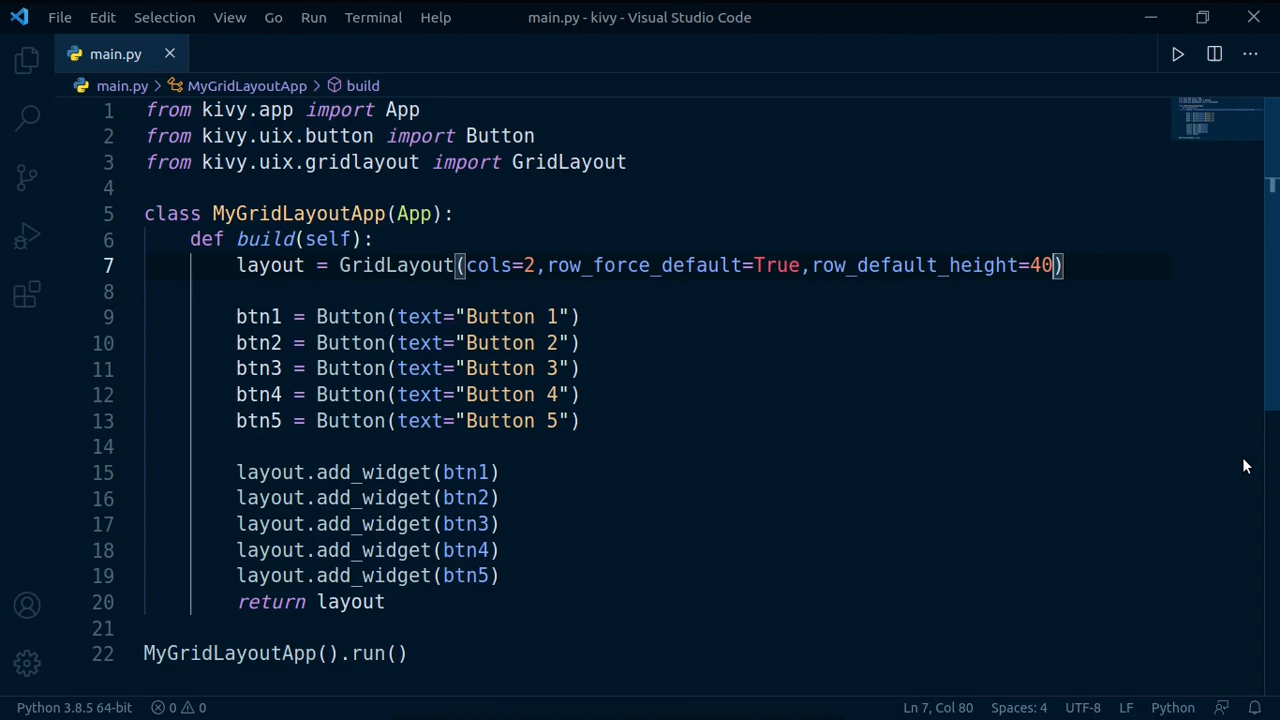 File Edit Selection View Go Run Terminal Help main.py - kivy - Visual Studio Code
main.py
main.py > MyGridLayoutApp > build
1 from kivy.app import App
2 from kivy.uix.button import Button
3 from kivy.uix.gridlayout import GridLayout
4
5 class MyGridLayoutApp(App):
6     def build(self):
7         layout = GridLayout(cols=2,row_force_default=True,row_default_height=40)
8
9         btn1 = Button(text="Button 1")
10         btn2 = Button(text="Button 2")
11         btn3 = Button(text="Button 3")
12         btn4 = Button(text="Button 4")
13         btn5 = Button(text="Button 5")
14
15         layout.add_widget(btn1)
16         layout.add_widget(btn2)
17         layout.add_widget(btn3)
18         layout.add_widget(btn4)
19         layout.add_widget(btn5)
20         return layout
21
22 MyGridLayoutApp().run()
Python 3.8.5 64-bit 0 0 Ln 7, Col 80 Spaces: 4 UTF-8 LF Python